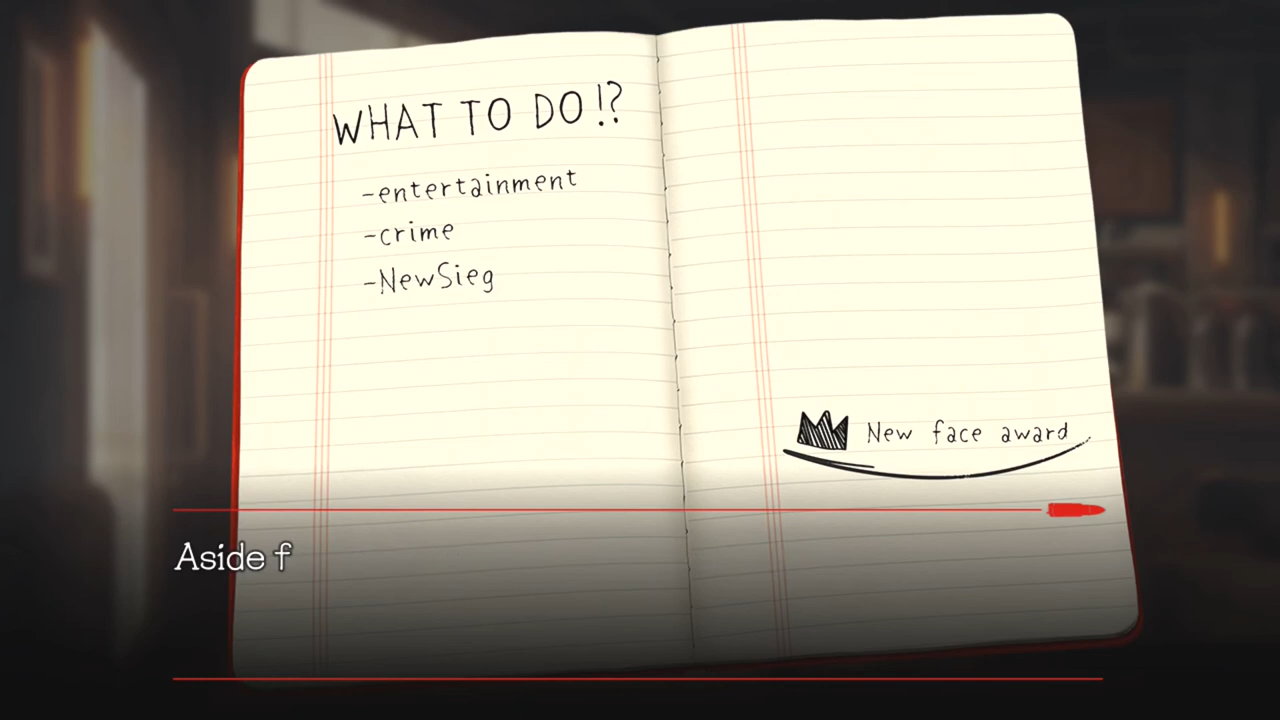 WHAT TO DO!?
-entertainment
-crime
-NewSieg
New face award
Aside f